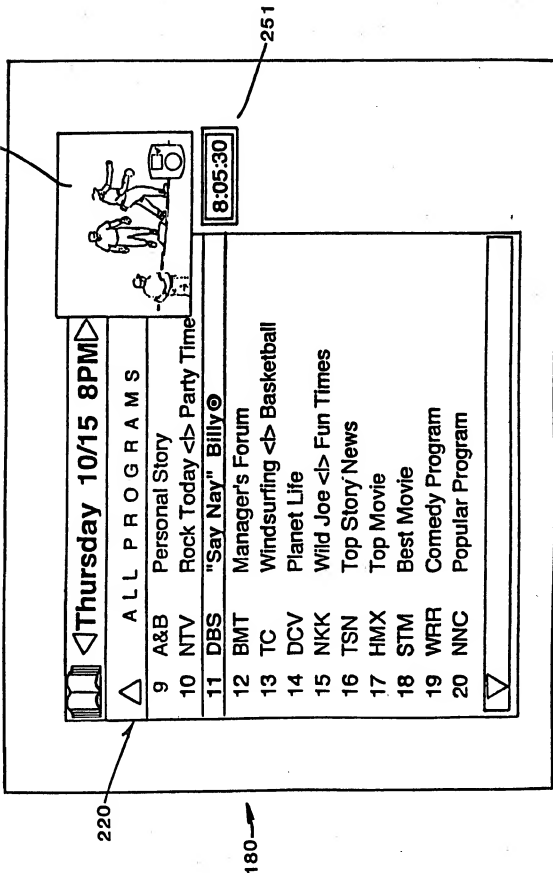 Thursday 10/15 8PM
ALL PROGRAMS
9 A&B Personal Story
10 NTV Rock Today <I> Party Time
11 DBS "Say Nay" Billy
12 BMT Manager's Forum
13 TC Windsurfing <I> Basketball
14 DCV Planet Life
15 NKK Wild Joe <I> Fun Times
16 TSN Top Story News
17 HMX Top Movie
18 STM Best Movie
19 WRR Comedy Program
20 NNC Popular Program
8:05:30
251
220
180